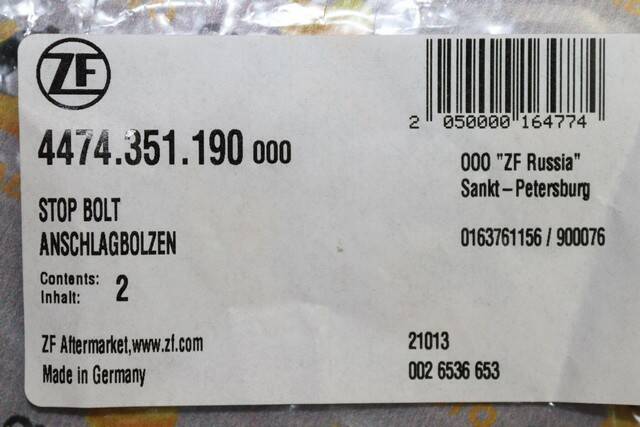 ZF
2 050000 164774
4474.351.190 000
OOO "ZF Russia"
Sankt-Petersburg
STOP BOLT
ANSCHLAGBOLZEN
0163761156 / 900076
Contents:
Inhalt: 2
ZF Aftermarket,www.zf.com
21013
Made in Germany
002 6536 653